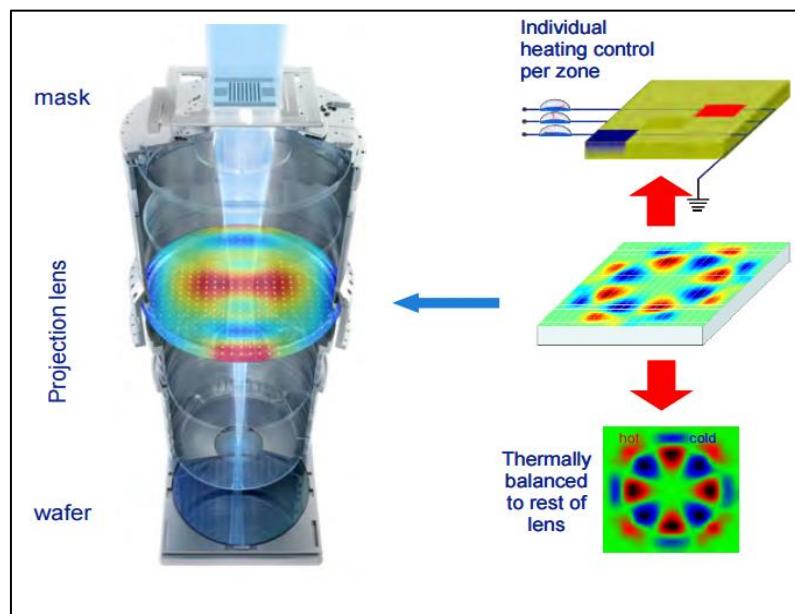 mask
Projection lens
wafer
Individual
heating control
per zone
hot cold
Thermally
balanced
to rest of
lens